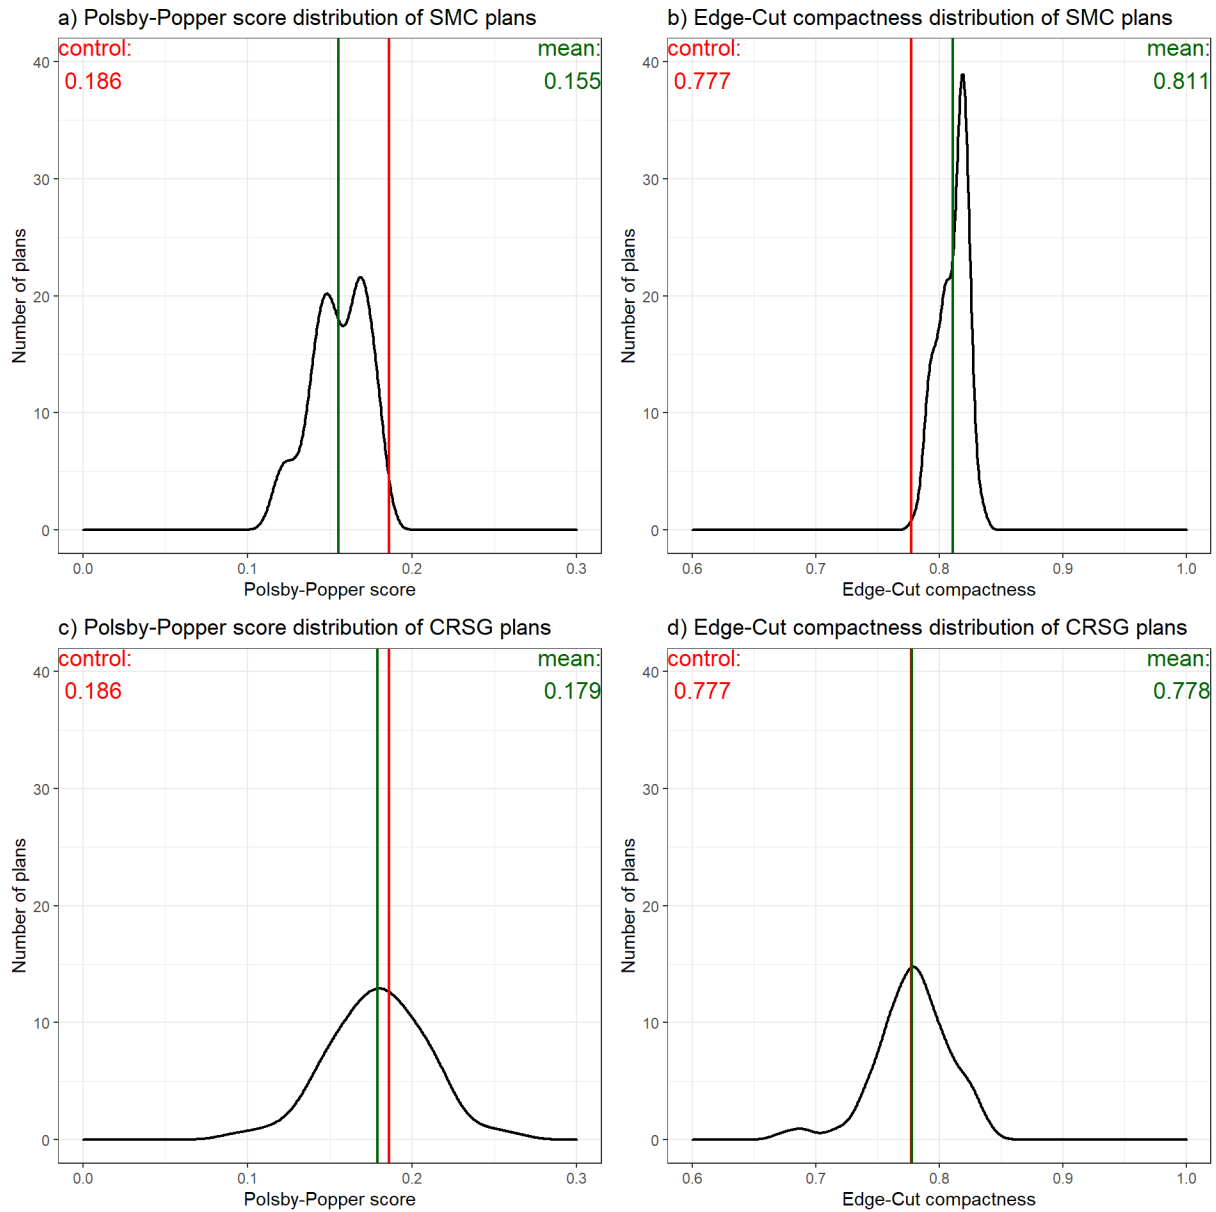 a) Polsby-Popper score distribution of SMC plans
control:
0.186
mean:
0.155
40
30
20
10
0
Number of plans
0.0
0.1
0.2
0.3
Polsby-Popper score
b) Edge-Cut compactness distribution of SMC plans
control:
0.777
mean:
0.811
40
30
20
10
0
Number of plans
0.6
0.7
0.8
0.9
1.0
Edge-Cut compactness
c) Polsby-Popper score distribution of CRSG plans
control:
0.186
mean:
0.179
40
30
20
10
0
Number of plans
0.0
0.1
0.2
0.3
Polsby-Popper score
d) Edge-Cut compactness distribution of CRSG plans
control:
0.777
mean:
0.778
40
30
20
10
0
Number of plans
0.6
0.7
0.8
0.9
1.0
Edge-Cut compactness